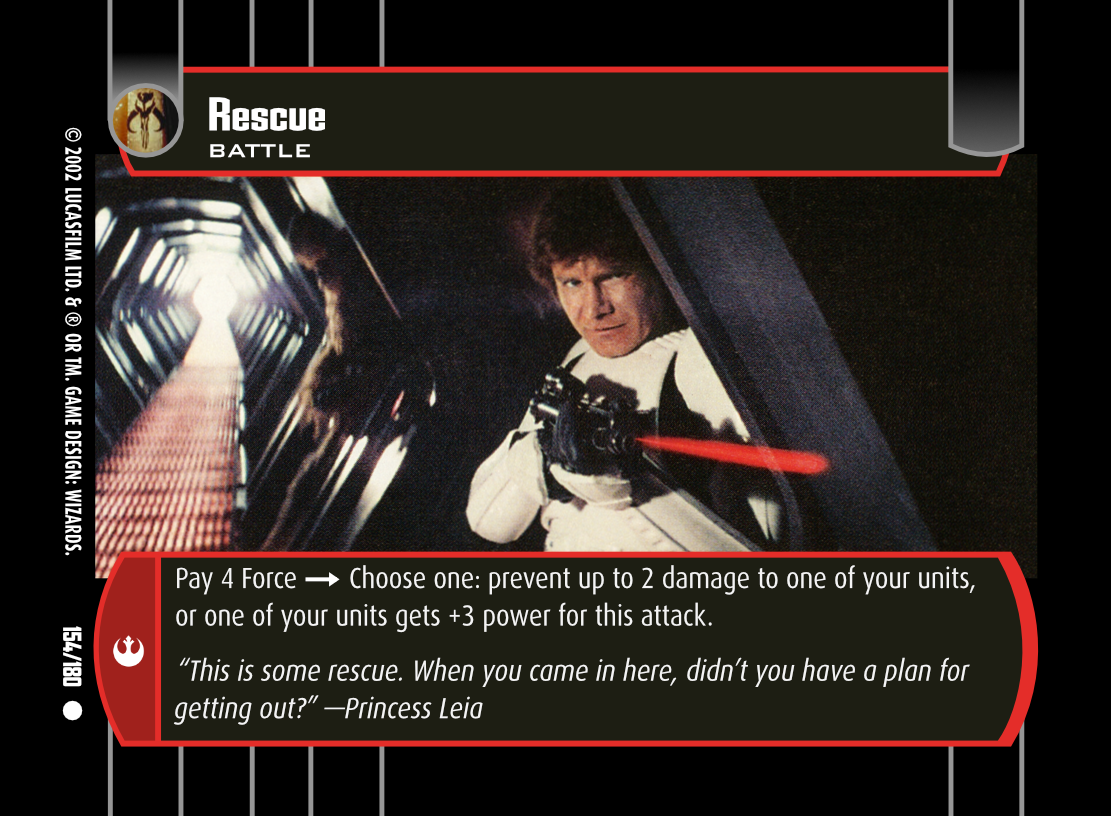 Rescue
BATTLE
Pay 4 Force → Choose one: prevent up to 2 damage to one of your units,
or one of your units gets +3 power for this attack.
“This is some rescue. When you came in here, didn’t you have a plan for
getting out?” —Princess Leia
© 2002 LUCASFILM LTD. & ® OR TM. GAME DESIGN: WIZARDS.
154/180